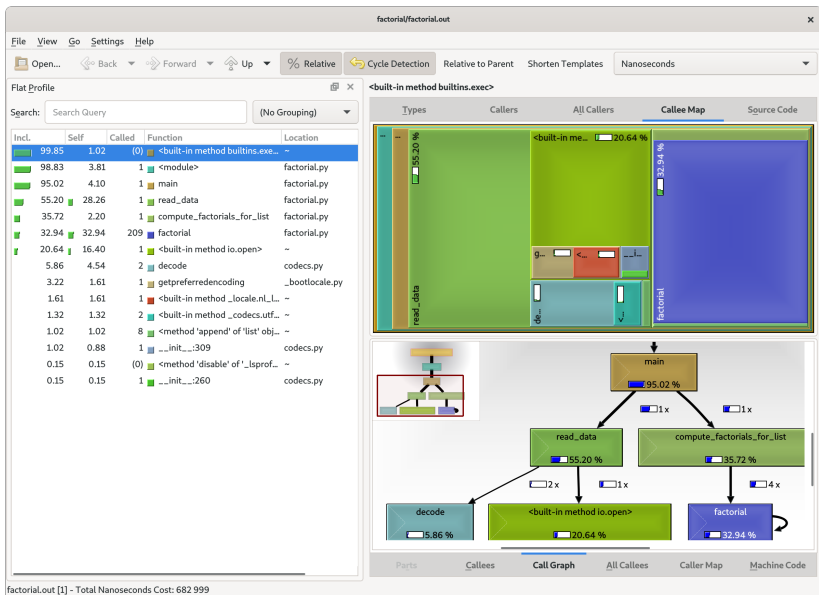 factorial/factorial.out
File View Go Settings Help
Open... Back Forward Up % Relative Cycle Detection Relative to Parent Shorten Templates Nanoseconds
Flat Profile
Search: Search Query (No Grouping)
Incl. Self Called Function Location
99.85 1.02 (0) <built-in method builtins.exe... ~
98.83 3.81 1 <module> factorial.py
95.02 4.10 1 main factorial.py
55.20 28.26 1 read_data factorial.py
35.72 2.20 1 compute_factorials_for_list factorial.py
32.94 32.94 209 factorial factorial.py
20.64 16.40 1 <built-in method io.open> ~
5.86 4.54 2 decode codecs.py
3.22 1.61 1 getpreferredencoding _bootlocale.py
1.61 1.61 1 <built-in method _locale.nl_l... ~
1.32 1.32 2 <built-in method _codecs.utf... ~
1.02 1.02 8 <method 'append' of 'list' obj... ~
1.02 0.88 1 __init__:309 codecs.py
0.15 0.15 (0) <method 'disable' of '_lsprof... ~
0.15 0.15 1 __init__:260 codecs.py
<built-in method builtins.exec>
Types Callers All Callers Callee Map Source Code
... ...
read_data 55.20 %
<built-in me... 20.64 %
g... <... __i...
de... <...
factorial 32.94 %
main
95.02 %
1 x 1 x
read_data compute_factorials_for_list
55.20 % 35.72 %
2 x 1 x 4 x
decode <built-in method io.open> factorial
5.86 % 20.64 % 32.94 %
Parts Callees Call Graph All Callees Caller Map Machine Code
factorial.out [1] - Total Nanoseconds Cost: 682 999